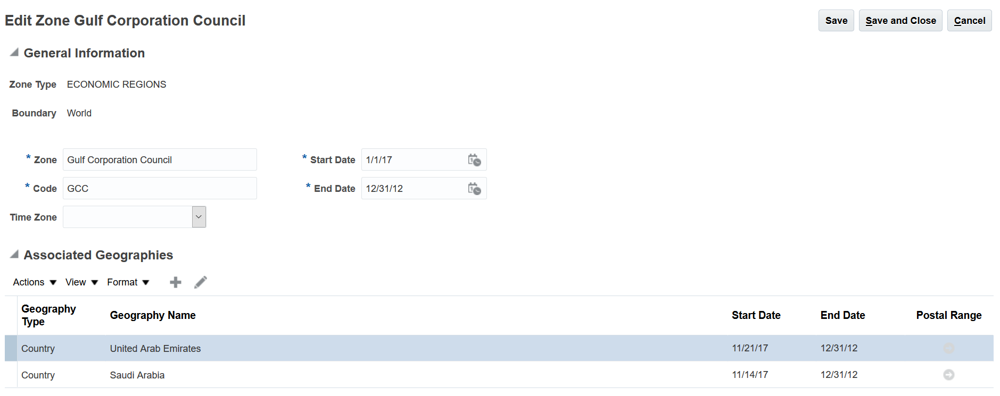 Edit Zone Gulf Corporation Council
Save
Save and Close
Cancel
General Information
Zone Type ECONOMIC REGIONS
Boundary World
* Zone Gulf Corporation Council
* Start Date 1/1/17
* Code GCC
* End Date 12/31/12
Time Zone
Associated Geographies
Actions View Format
Geography Type Geography Name Start Date End Date Postal Range
Country United Arab Emirates 11/21/17 12/31/12
Country Saudi Arabia 11/14/17 12/31/12